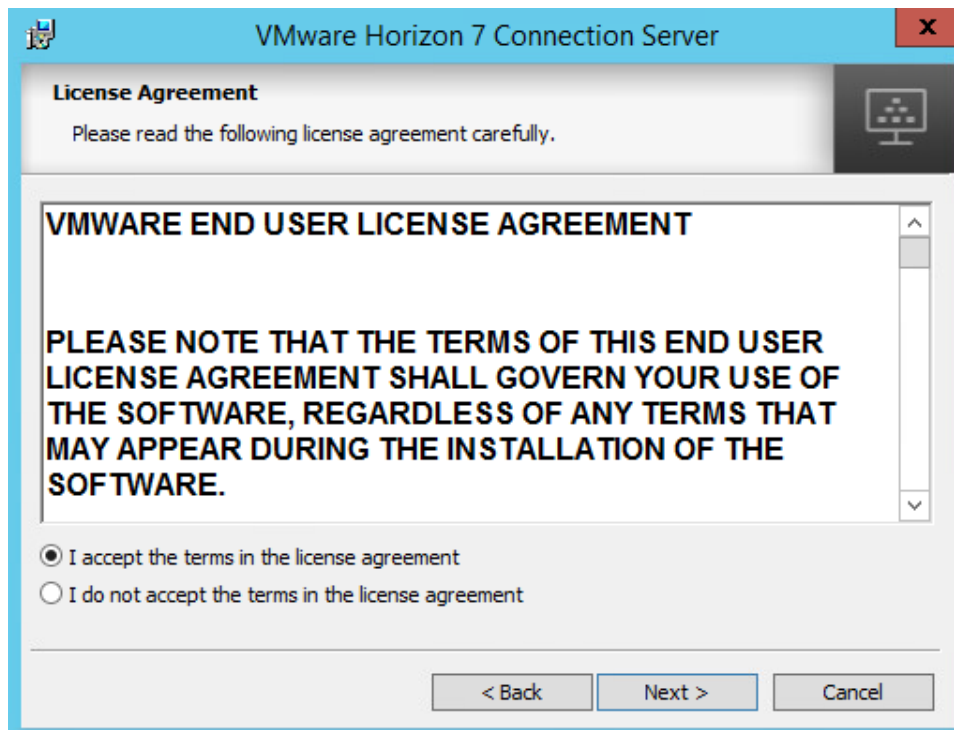 VMware Horizon 7 Connection Server
x
License Agreement
Please read the following license agreement carefully.
VMWARE END USER LICENSE AGREEMENT
PLEASE NOTE THAT THE TERMS OF THIS END USER
LICENSE AGREEMENT SHALL GOVERN YOUR USE OF
THE SOFTWARE, REGARDLESS OF ANY TERMS THAT
MAY APPEAR DURING THE INSTALLATION OF THE
SOFTWARE.
I accept the terms in the license agreement
I do not accept the terms in the license agreement
< Back Next > Cancel